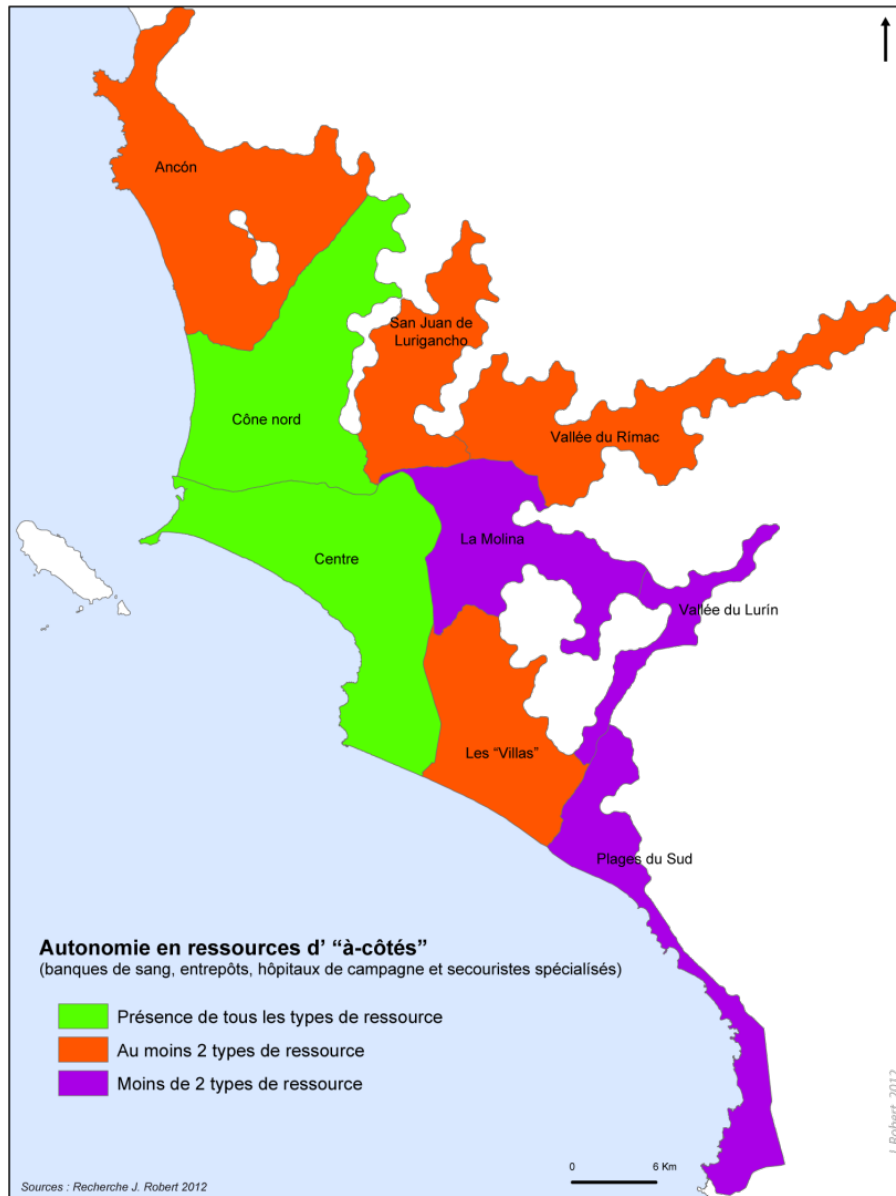 Ancón
San Juan de
Lurigancho
Cône nord
Vallée du Rímac
La Molina
Centre
Vallée du Lurín
Les "Villas"
Plages du Sud
Autonomie en ressources d' "à-côtés"
(banques de sang, entrepôts, hôpitaux de campagne et secouristes spécialisés)
Présence de tous les types de ressource
Au moins 2 types de ressource
Moins de 2 types de ressource
0 6 Km
J. Robert, 2012
Sources : Recherche J. Robert 2012